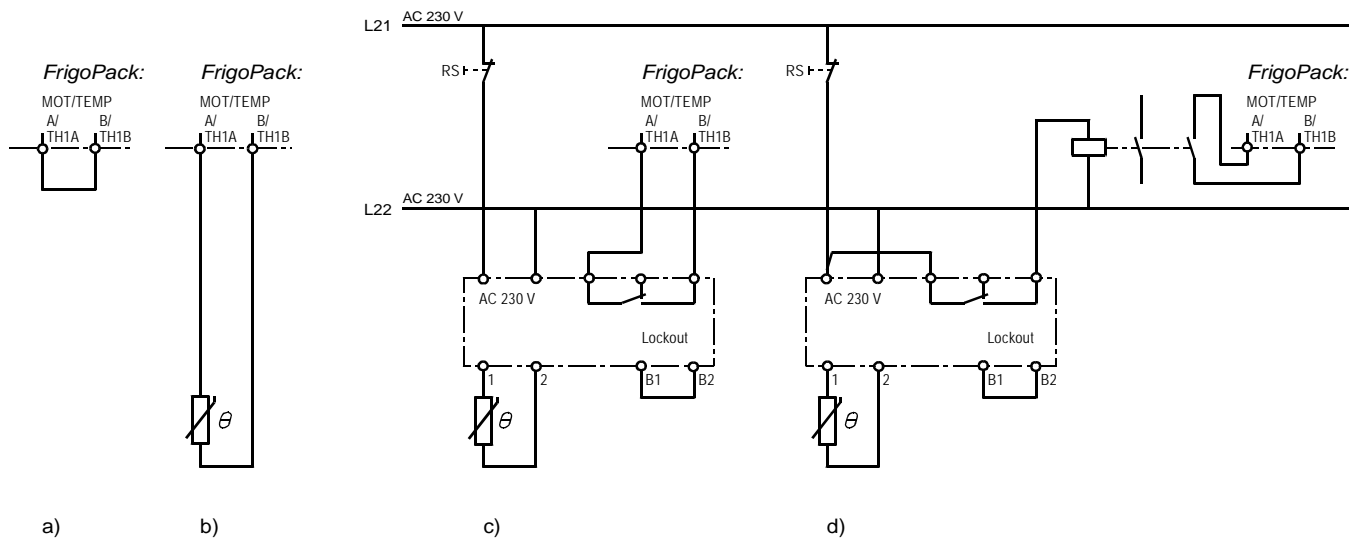 L21 AC 230 V
FrigoPack: FrigoPack: RS FrigoPack: RS FrigoPack:
MOT/TEMP MOT/TEMP MOT/TEMP MOT/TEMP
A/ B/ A/ B/ A/ B/ A/ B/
TH1A TH1B TH1A TH1B TH1A TH1B TH1A TH1B
L22 AC 230 V
AC 230 V AC 230 V
Lockout Lockout
1 2 B1 B2 1 2 B1 B2
θ θ θ
a) b) c) d)